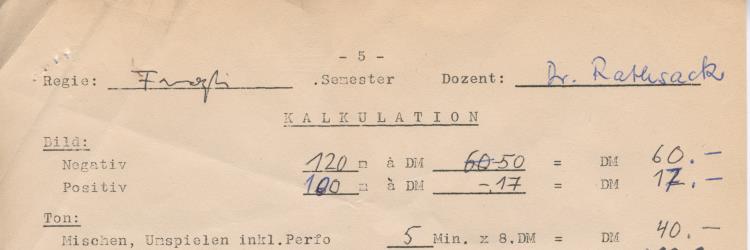 - 5 -
Regie: .Semester Dozent: Dr. Rathsack
KALKULATION
Bild:
Negativ 120 m à DM -.50 = DM 60.-
Positiv 100 m à DM -.17 = DM 17.-
Ton:
Mischen, Umspielen inkl.Perfo 5 Min. x 8.DM = DM 40.-